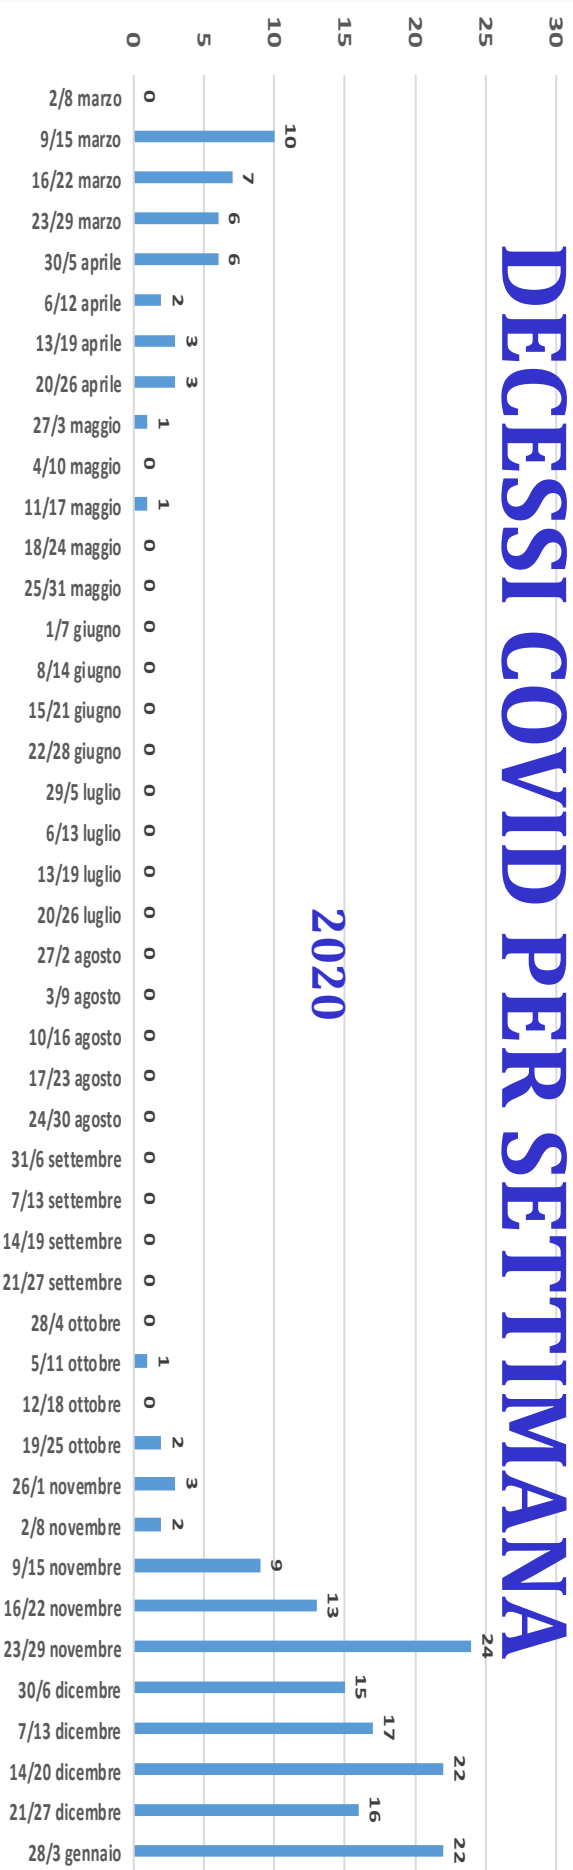 DECESSI COVID PER SETTIMANA
2020
0 5 10 15 20 25 30
2/8 marzo 0
9/15 marzo 10
16/22 marzo 7
23/29 marzo 6
30/5 aprile 6
6/12 aprile 2
13/19 aprile 3
20/26 aprile 3
27/3 maggio 1
4/10 maggio 0
11/17 maggio 1
18/24 maggio 0
25/31 maggio 0
1/7 giugno 0
8/14 giugno 0
15/21 giugno 0
22/28 giugno 0
29/5 luglio 0
6/13 luglio 0
13/19 luglio 0
20/26 luglio 0
27/2 agosto 0
3/9 agosto 0
10/16 agosto 0
17/23 agosto 0
24/30 agosto 0
31/6 settembre 0
7/13 settembre 0
14/19 settembre 0
21/27 settembre 0
28/4 ottobre 0
5/11 ottobre 1
12/18 ottobre 0
19/25 ottobre 2
26/1 novembre 3
2/8 novembre 2
9/15 novembre 9
16/22 novembre 13
23/29 novembre 24
30/6 dicembre 15
7/13 dicembre 17
14/20 dicembre 22
21/27 dicembre 16
28/3 gennaio 22